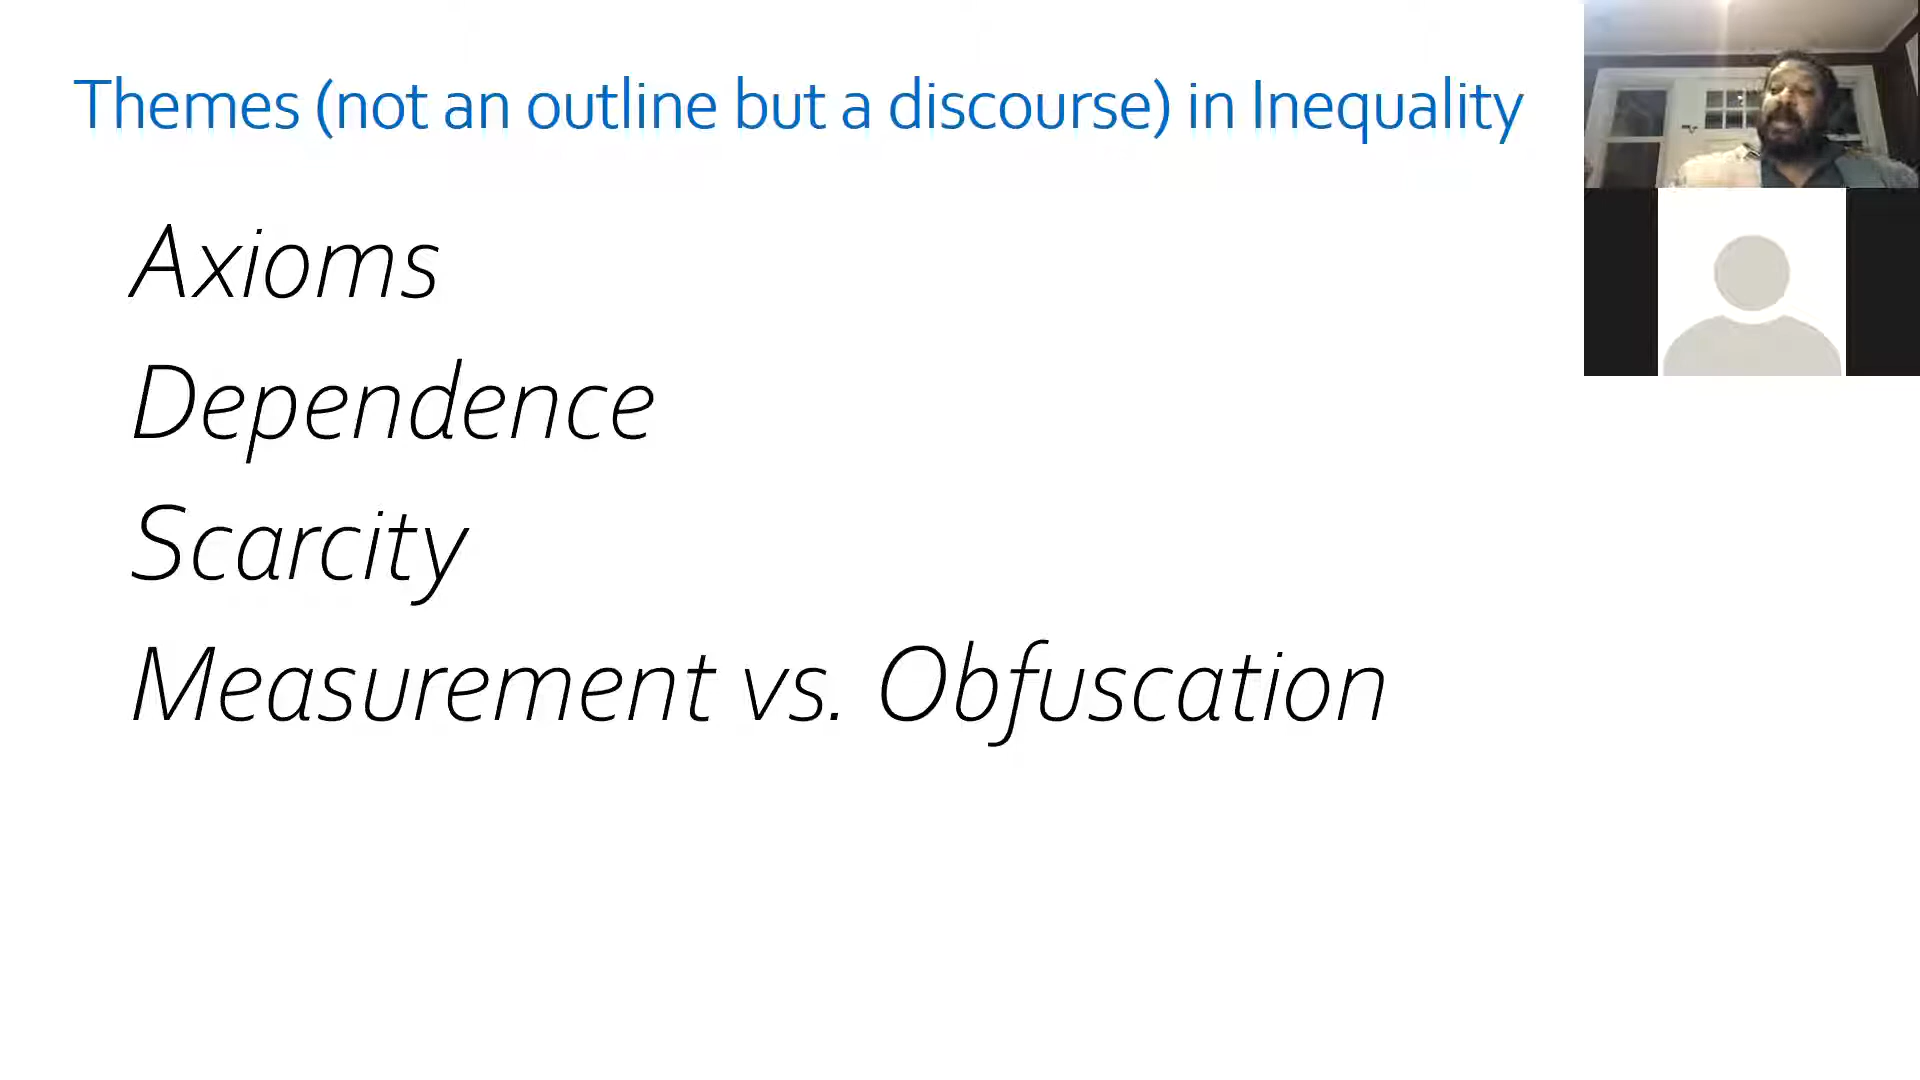 Themes (not an outline but a discourse) in Inequality
Axioms
Dependence
Scarcity
Measurement vs. Obfuscation